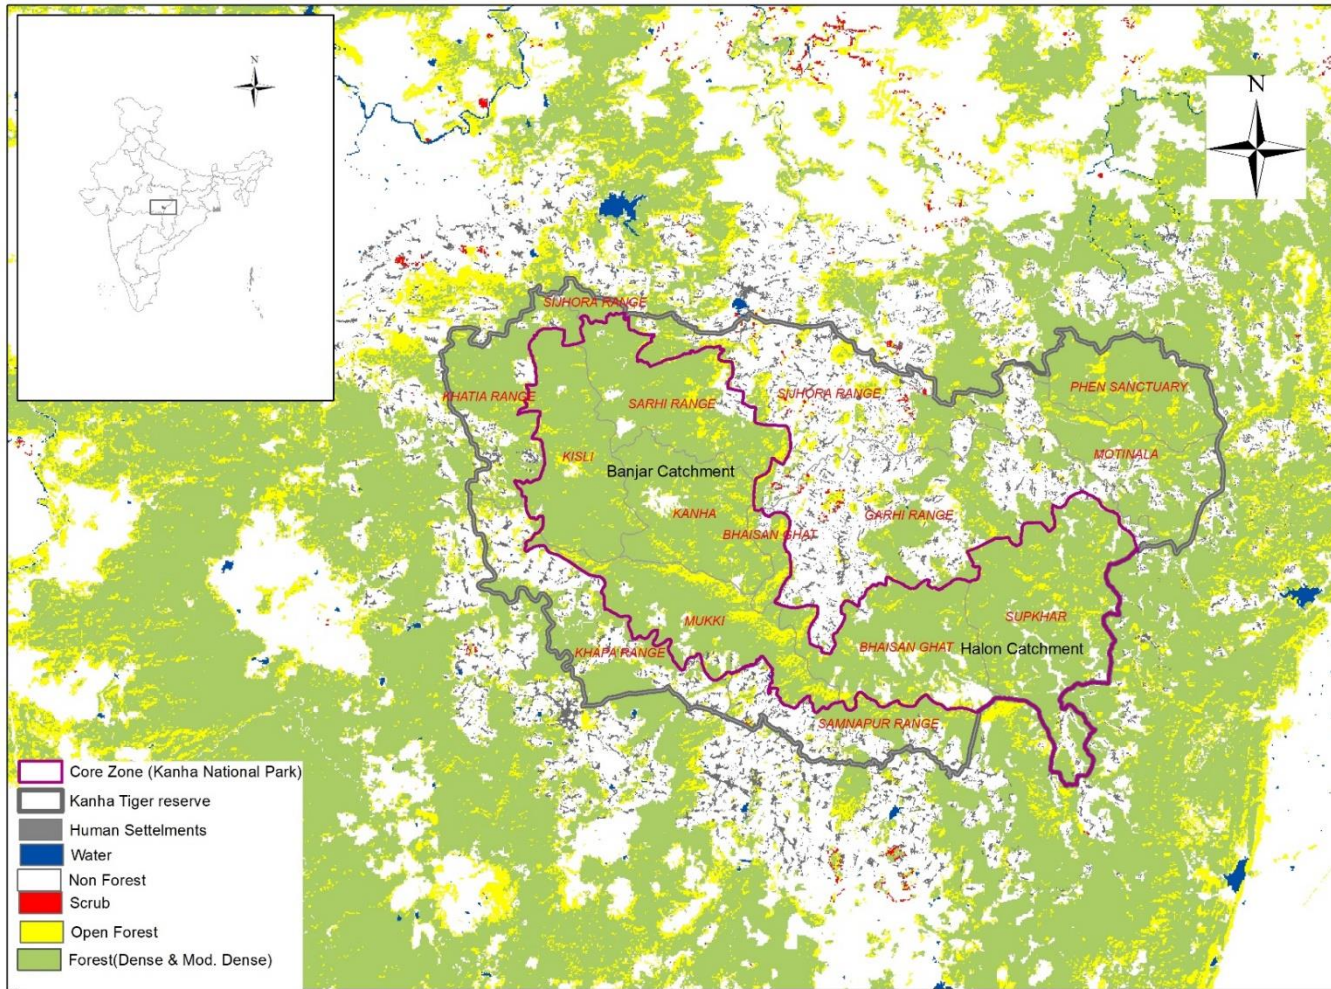 N
N
SIJHORA RANGE
KHATIA RANGE
SARHI RANGE
SIJHORA RANGE
PHEN SANCTUARY
KISLI
Banjar Catchment
MOTINALA
KANHA
GARHI RANGE
BHAISAN GHAT
MUKKI
SUPKHAR
KHAPA RANGE
BHAISAN GHAT
Halon Catchment
SAMNAPUR RANGE
Core Zone (Kanha National Park)
Kanha Tiger reserve
Human Settelments
Water
Non Forest
Scrub
Open Forest
Forest(Dense & Mod. Dense)